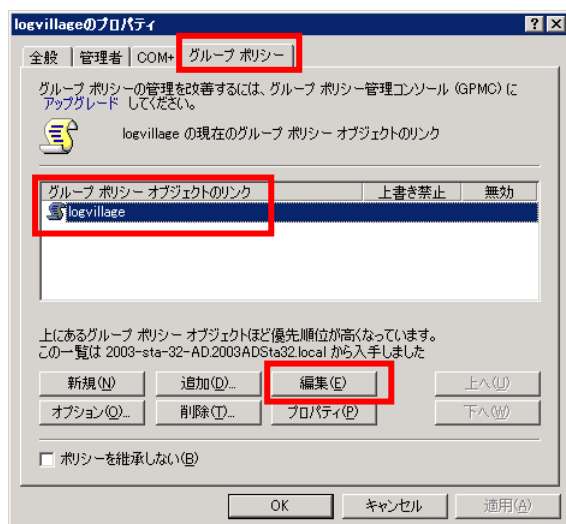 logvillageのプロパティ
全般 管理者 COM+ グループ ポリシー
グループ ポリシーの管理を改善するには、グループ ポリシー管理コンソール (GPMC) に
アップグレード してください。
logvillage の現在のグループ ポリシー オブジェクトのリンク
グループ ポリシー オブジェクトのリンク 上書き禁止 無効
logvillage
上にあるグループ ポリシー オブジェクトほど優先順位が高くなっています。
この一覧は 2003-sta-32-AD.2003ADSta32.local から入手しました
新規(N) 追加(D)... 編集(E) 上へ(U)
オプション(O)... 削除(T)... プロパティ(P) 下へ(W)
ポリシーを継承しない(B)
OK キャンセル 適用(A)